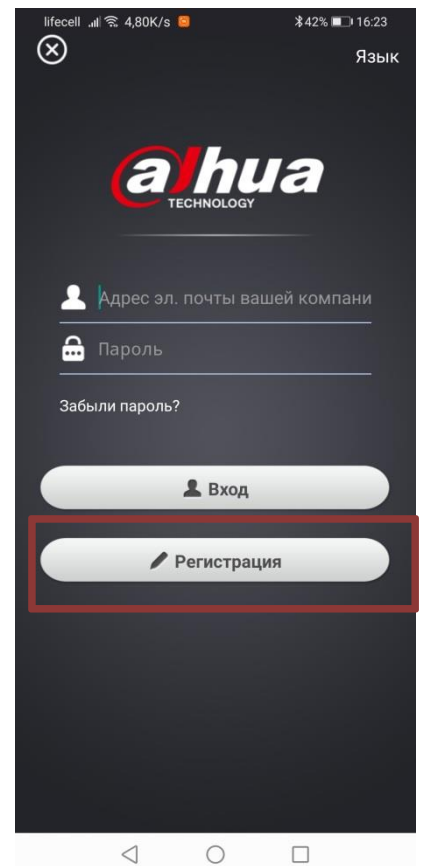 lifecell 4,80K/s 42% 16:23
Язык
alhua
TECHNOLOGY
Адрес эл. почты вашей компани
Пароль
Забыли пароль?
Вход
Регистрация